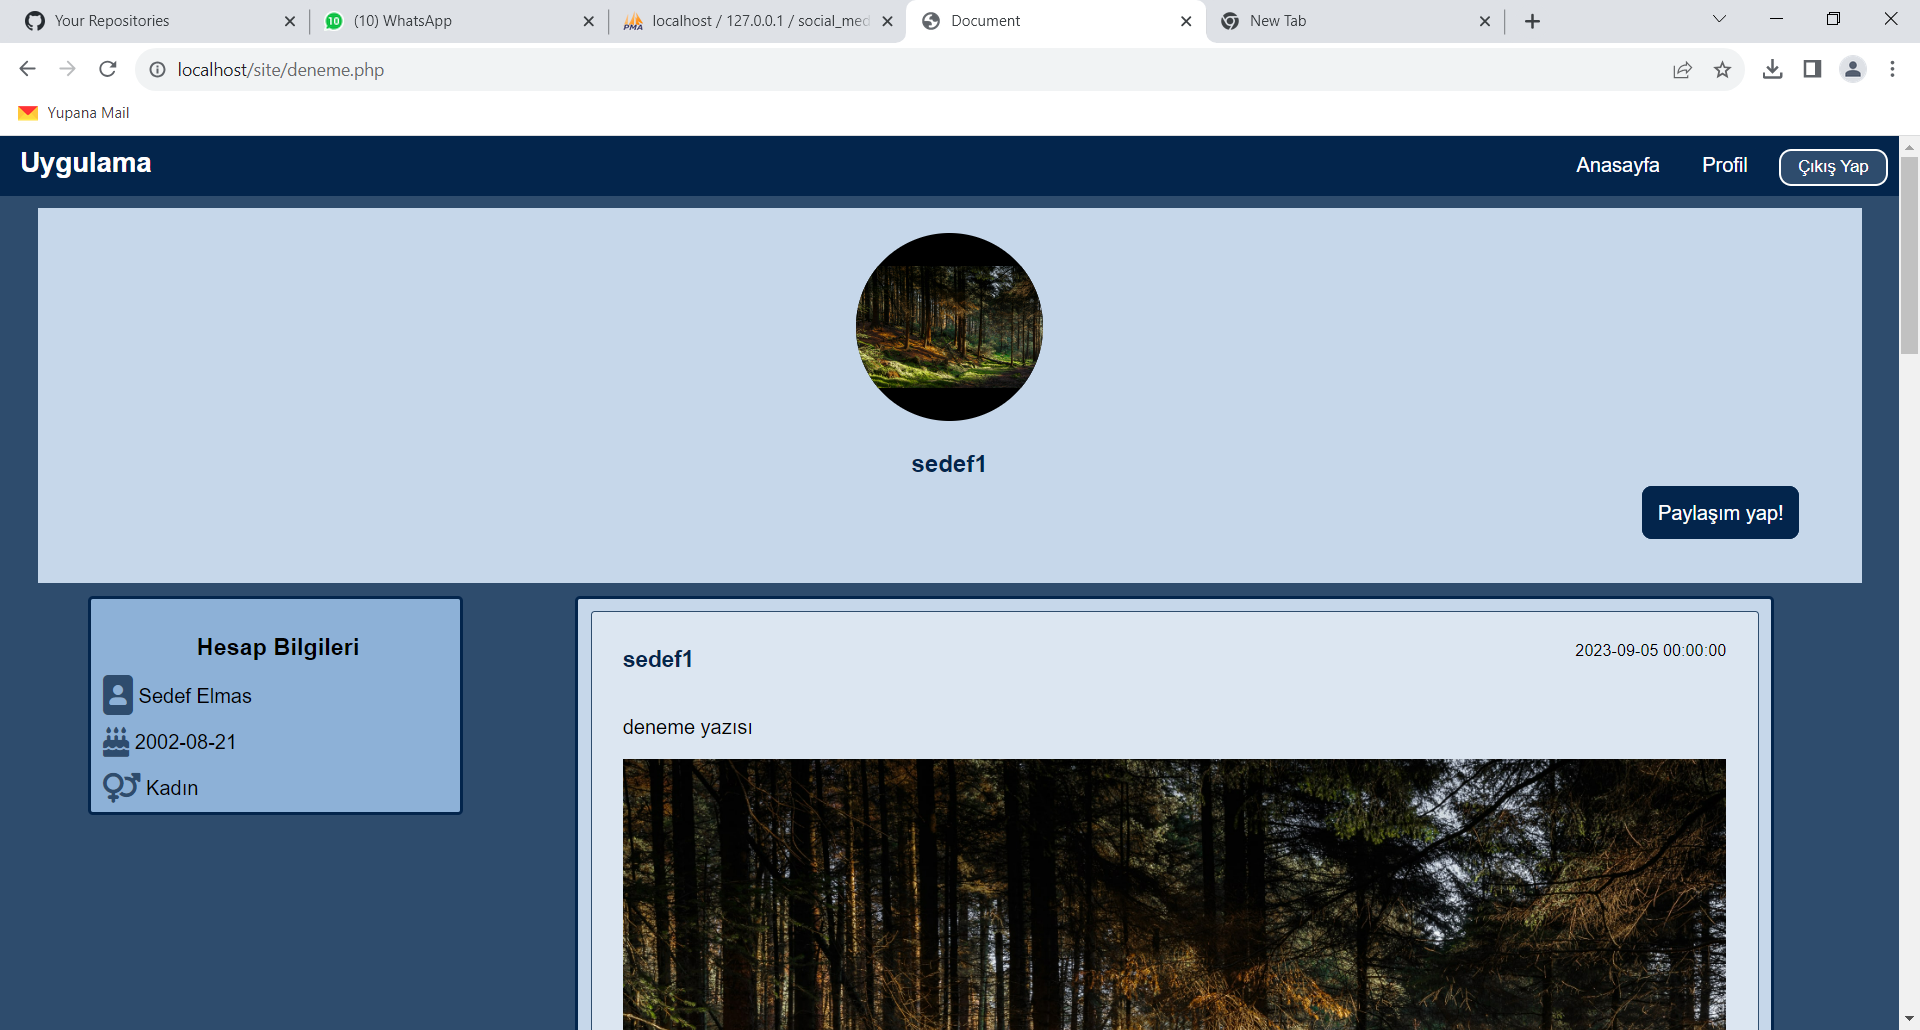 Your Repositories
(10) WhatsApp
localhost / 127.0.0.1 / social_med
Document
New Tab
localhost/site/deneme.php
Yupana Mail
Uygulama
Anasayfa
Profil
Çıkış Yap
sedef1
Paylaşım yap!
Hesap Bilgileri
Sedef Elmas
2002-08-21
Kadın
sedef1
2023-09-05 00:00:00
deneme yazısı